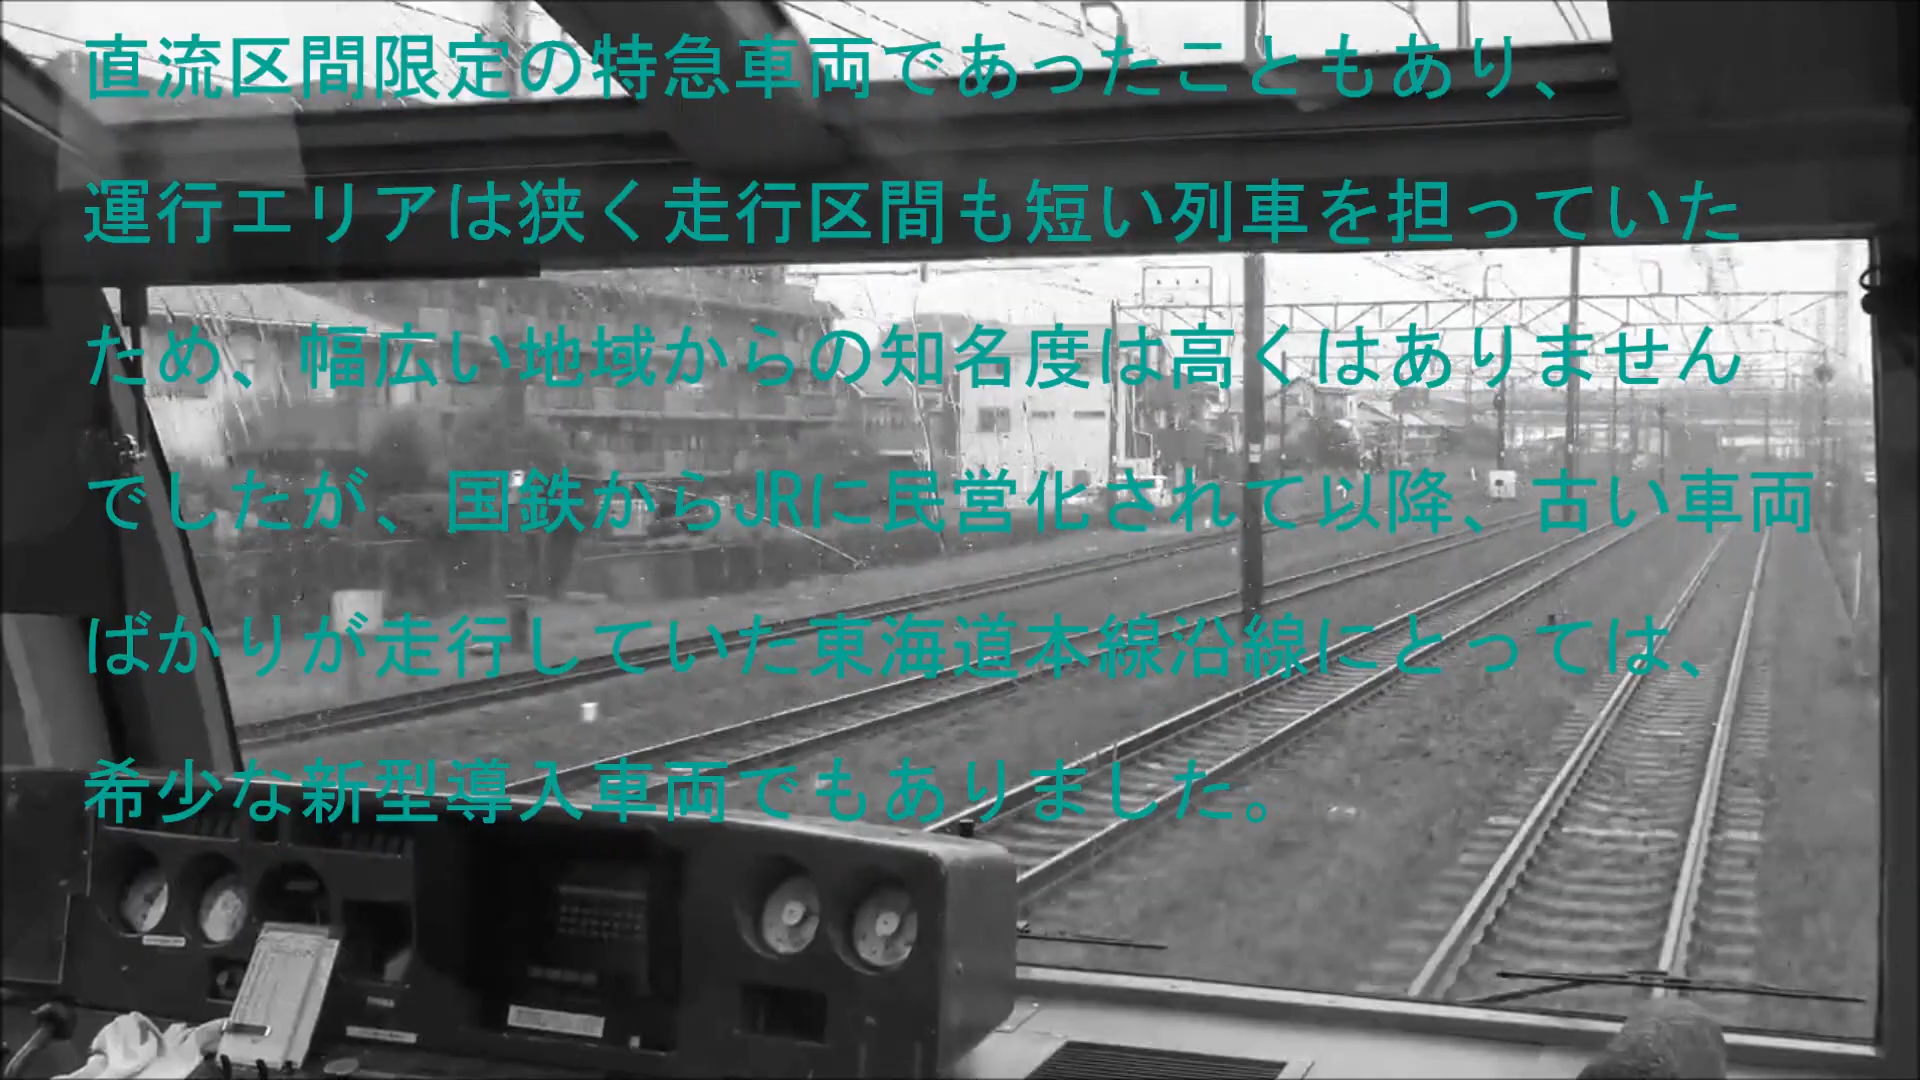 直流区間限定の特急車両であったこともあり、
運行エリアは狭く走行区間も短い列車を担っていた
ため、幅広い地域からの知名度は高くはありません
でしたが、国鉄からJRに民営化されて以降、古い車両
ばかりが走行していた東海道本線沿線にとっては、
希少な新型導入車両でもありました。